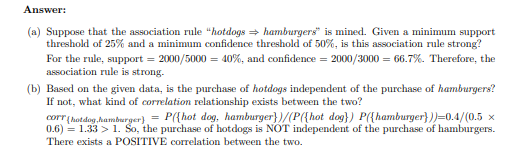 Answer:
(a) Suppose that the association rule "hotdogs ⇒ hamburgers" is mined. Given a minimum support
threshold of 25% and a minimum confidence threshold of 50%, is this association rule strong?
For the rule, support = 2000/5000 = 40%, and confidence = 2000/3000 = 66.7%. Therefore, the
association rule is strong.
(b) Based on the given data, is the purchase of hotdogs independent of the purchase of hamburgers?
If not, what kind of correlation relationship exists between the two?
corr{hotdog,hamburger} = P({hot dog, hamburger})/(P({hot dog}) P({hamburger}))=0.4/(0.5 ×
0.6) = 1.33 > 1. So, the purchase of hotdogs is NOT independent of the purchase of hamburgers.
There exists a POSITIVE correlation between the two.